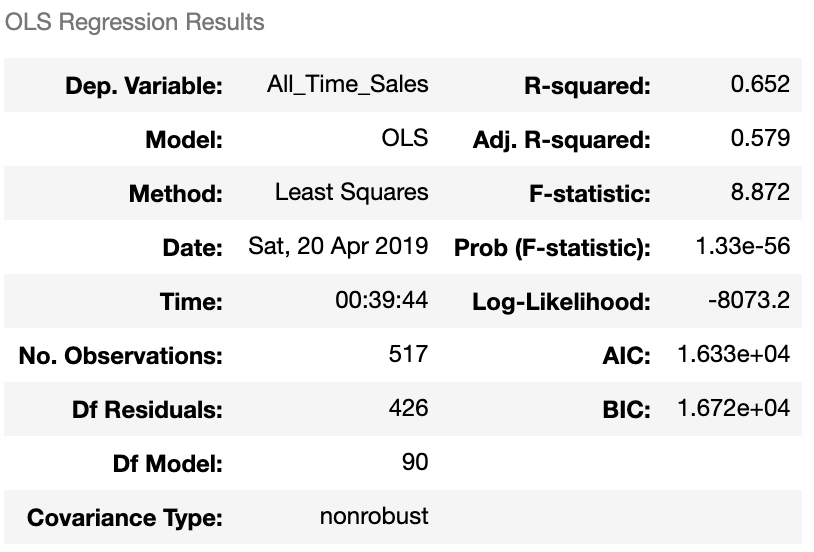 OLS Regression Results
Dep. Variable: All_Time_Sales R-squared: 0.652
Model: OLS Adj. R-squared: 0.579
Method: Least Squares F-statistic: 8.872
Date: Sat, 20 Apr 2019 Prob (F-statistic): 1.33e-56
Time: 00:39:44 Log-Likelihood: -8073.2
No. Observations: 517 AIC: 1.633e+04
Df Residuals: 426 BIC: 1.672e+04
Df Model: 90
Covariance Type: nonrobust